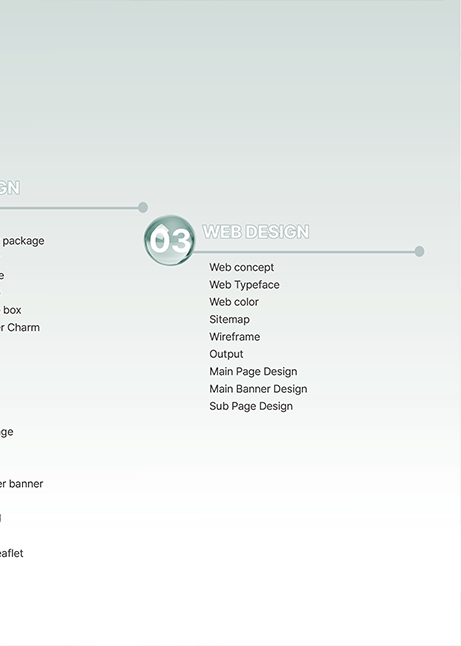 GN
package
e
box
r Charm
ge
er banner
eaflet
03
WEB DESIGN
Web concept
Web Typeface
Web color
Sitemap
Wireframe
Output
Main Page Design
Main Banner Design
Sub Page Design